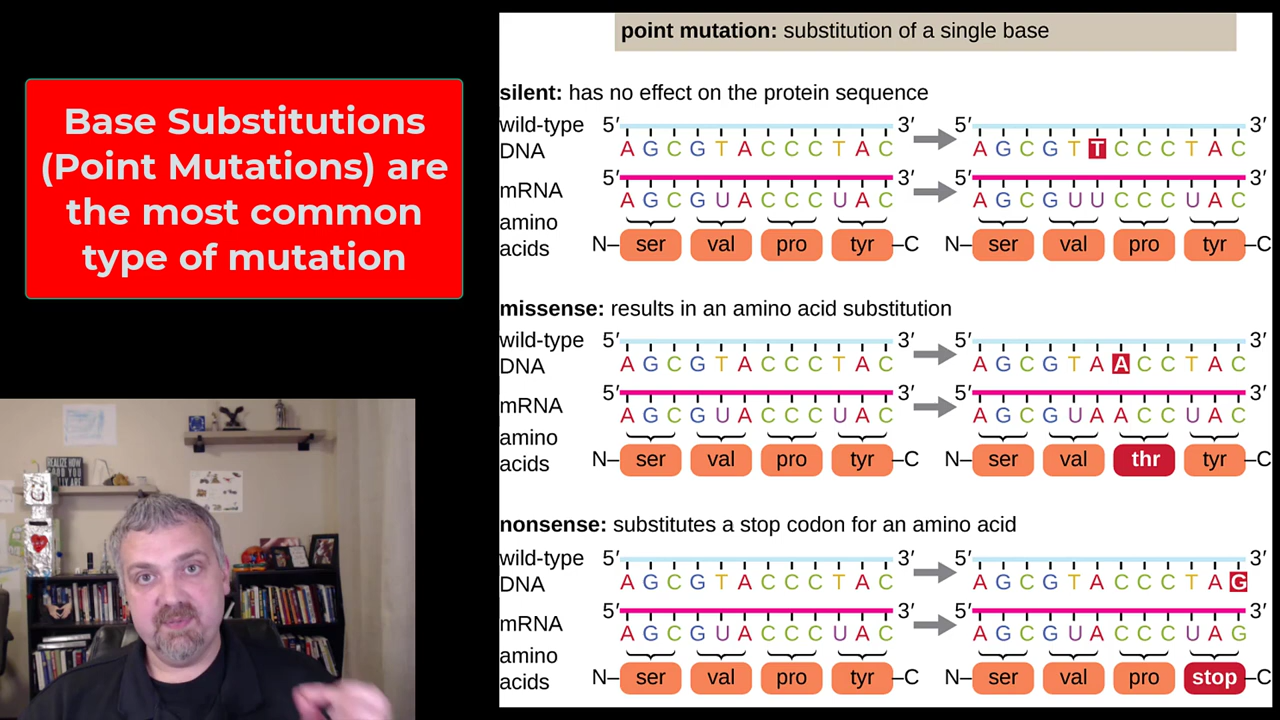 Base Substitutions
(Point Mutations) are
the most common
type of mutation
point mutation: substitution of a single base
silent: has no effect on the protein sequence
wild-type DNA 5′ A G C G T A C C C T A C 3′ 5′ A G C G T T C C C T A C 3′
mRNA 5′ A G C G U A C C C U A C 3′ 5′ A G C G U U C C C U A C 3′
amino acids N– ser val pro tyr –C N– ser val pro tyr –C
missense: results in an amino acid substitution
wild-type DNA 5′ A G C G T A C C C T A C 3′ 5′ A G C G T A A C C T A C 3′
mRNA 5′ A G C G U A C C C U A C 3′ 5′ A G C G U A A C C U A C 3′
amino acids N– ser val pro tyr –C N– ser val thr tyr –C
nonsense: substitutes a stop codon for an amino acid
wild-type DNA 5′ A G C G T A C C C T A C 3′ 5′ A G C G T A C C C T A G 3′
mRNA 5′ A G C G U A C C C U A C 3′ 5′ A G C G U A C C C U A G 3′
amino acids N– ser val pro tyr –C N– ser val pro stop –C